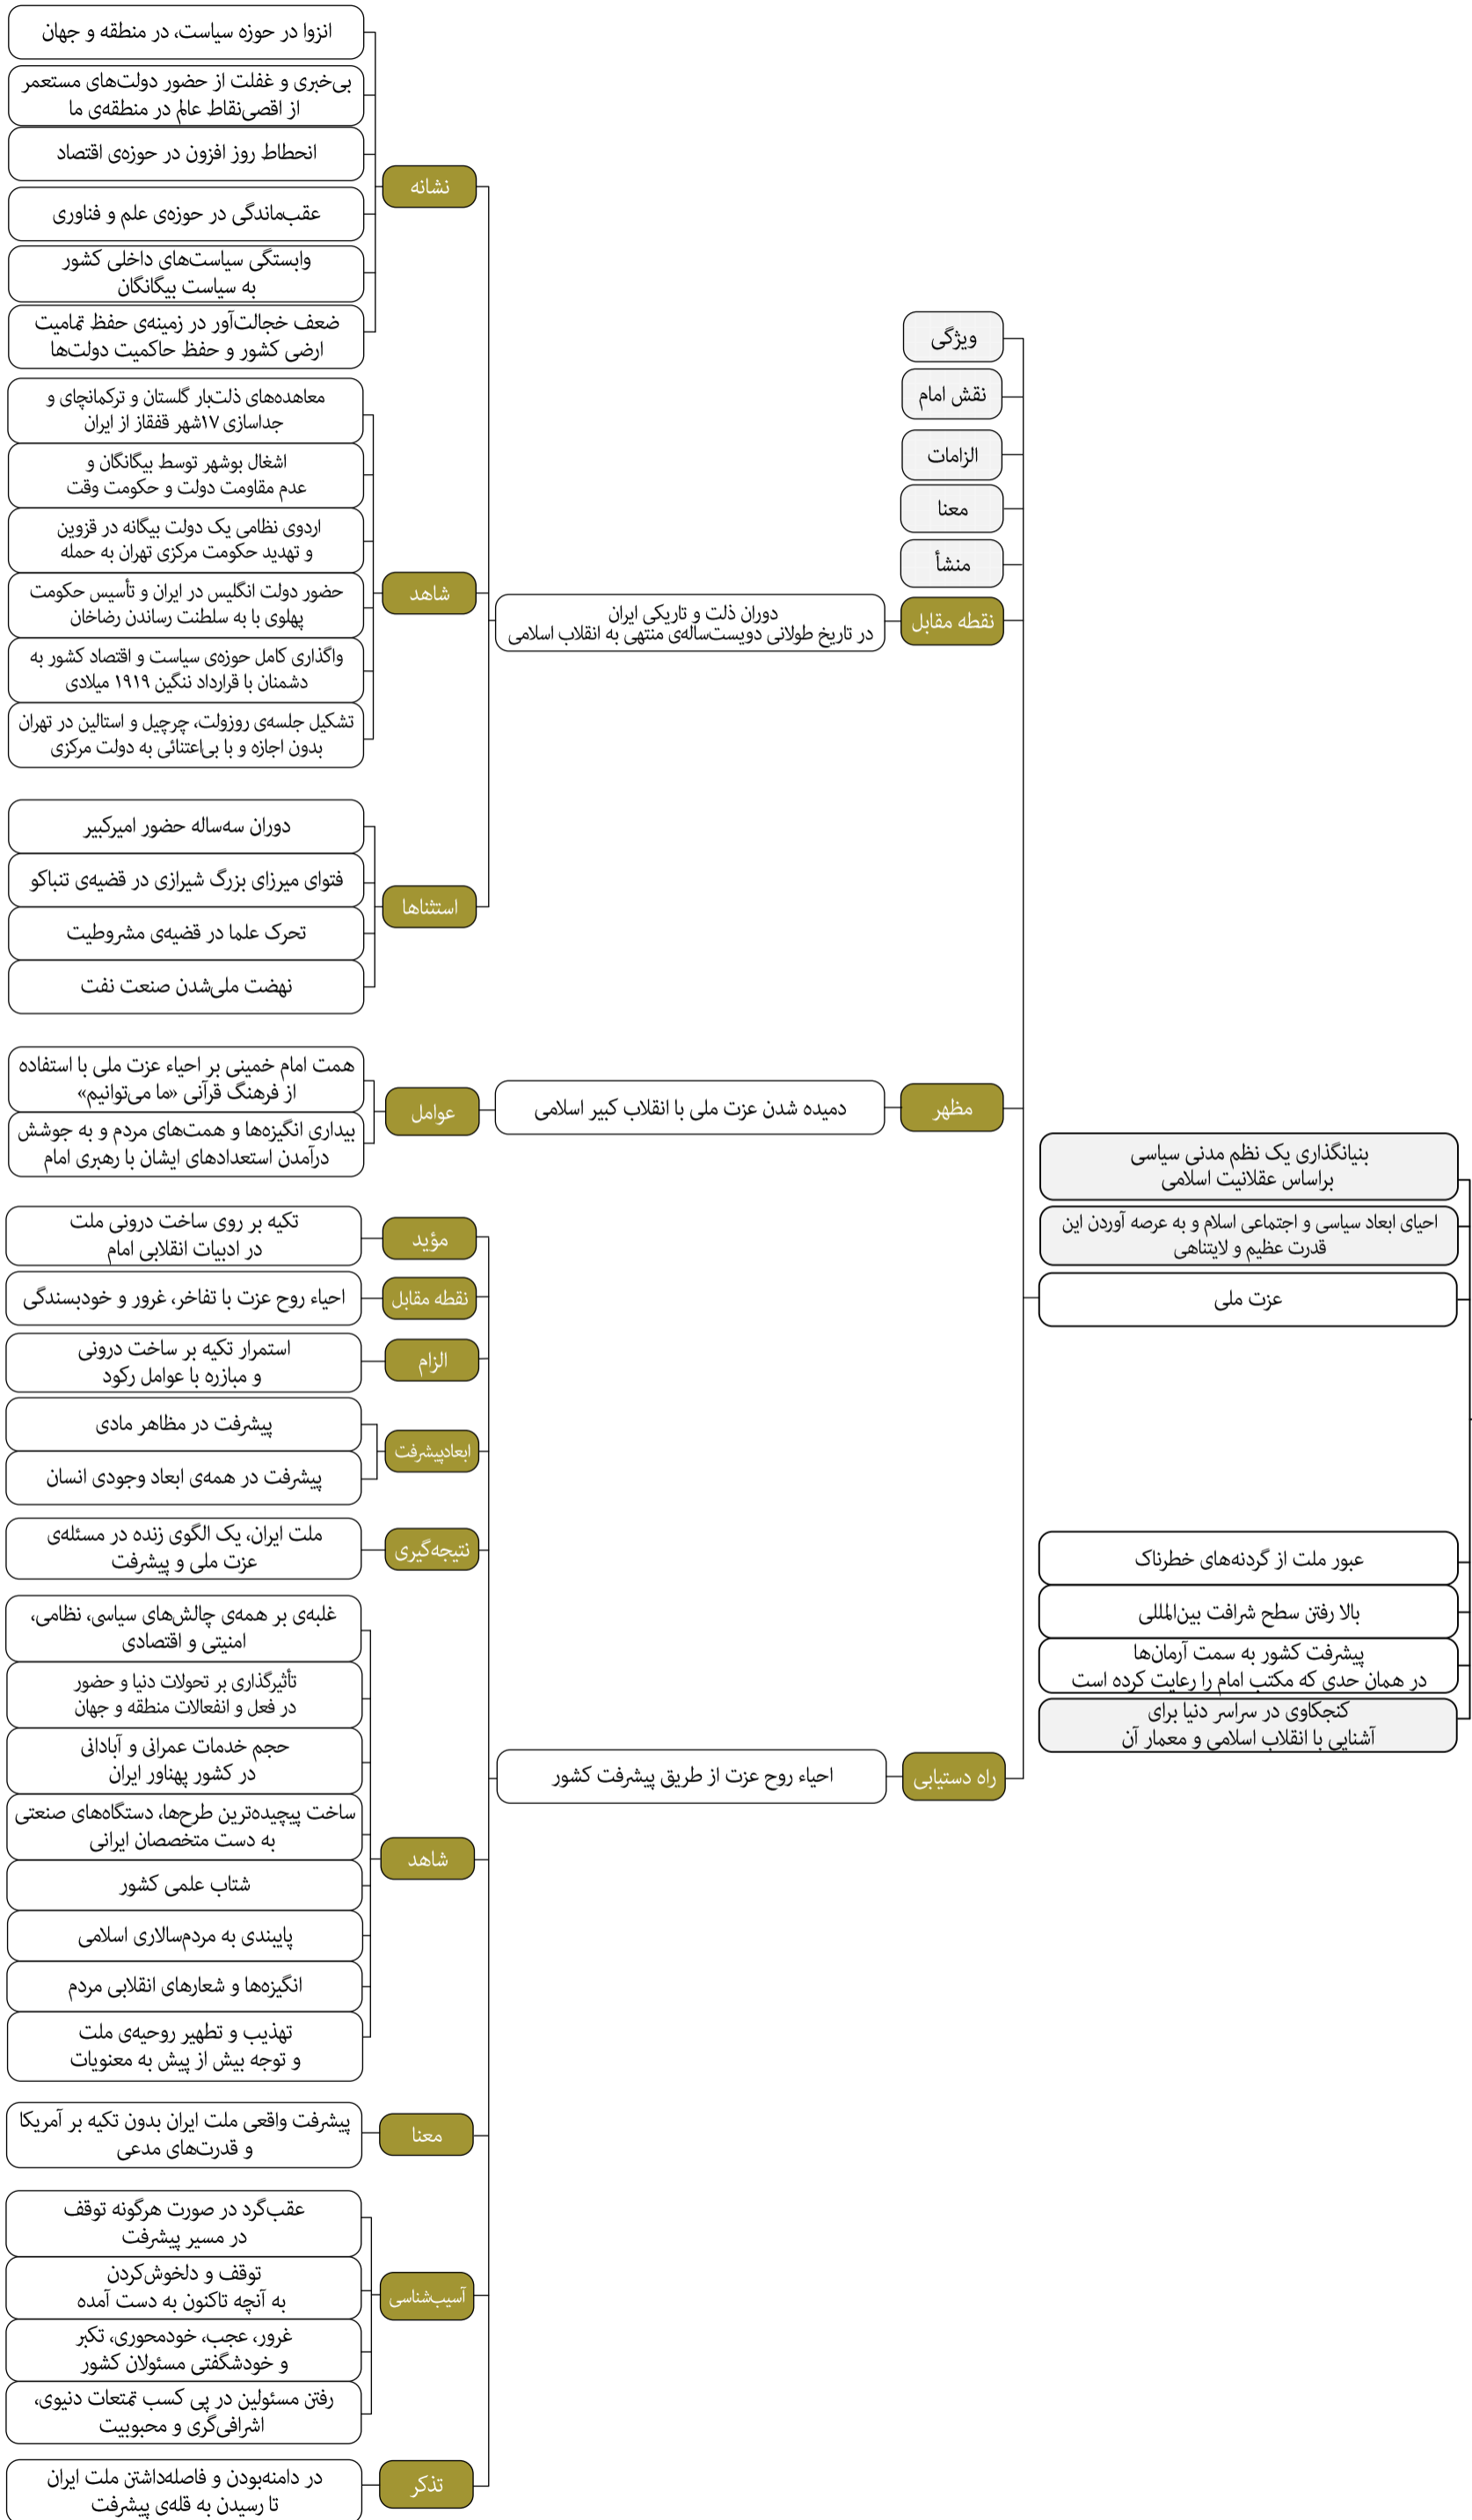 بنیانگذاری یک نظم مدنی سیاسی
براساس عقلانیت اسلامی
احیای ابعاد سیاسی و اجتماعی اسلام و به عرصه آوردن این
قدرت عظیم و لایتناهی
عزت ملی
ویژگی
نقش امام
الزامات
معنا
منشأ
نقطه مقابل
دوران ذلت و تاریکی ایران
در تاریخ طولانی دویست‌ساله‌ی منتهی به انقلاب اسلامی
نشانه
انزوا در حوزه سیاست، در منطقه و جهان
بی‌خبری و غفلت از حضور دولت‌های مستعمر
از اقصی‌نقاط عالم در منطقه‌ی ما
انحطاط روز افزون در حوزه‌ی اقتصاد
عقب‌ماندگی در حوزه‌ی علم و فناوری
وابستگی سیاست‌های داخلی کشور
به سیاست بیگانگان
ضعف خجالت‌آور در زمینه‌ی حفظ تمامیت
ارضی کشور و حفظ حاکمیت دولت‌ها
شاهد
معاهده‌های ذلت‌بار گلستان و ترکمانچای و
جداسازی ۱۷شهر قفقاز از ایران
اشغال بوشهر توسط بیگانگان و
عدم مقاومت دولت و حکومت وقت
اردوی نظامی یک دولت بیگانه در قزوین
و تهدید حکومت مرکزی تهران به حمله
حضور دولت انگلیس در ایران و تأسیس حکومت
پهلوی با به سلطنت رساندن رضاخان
واگذاری کامل حوزه‌ی سیاست و اقتصاد کشور به
دشمنان با قرارداد ننگین ۱۹۱۹ میلادی
تشکیل جلسه‌ی روزولت، چرچیل و استالین در تهران
بدون اجازه و با بی‌اعتنائی به دولت مرکزی
استثناها
دوران سه‌ساله حضور امیرکبیر
فتوای میرزای بزرگ شیرازی در قضیه‌ی تنباکو
تحرک علما در قضیه‌ی مشروطیت
نهضت ملی‌شدن صنعت نفت
مظهر
دمیده شدن عزت ملی با انقلاب کبیر اسلامی
عوامل
همت امام خمینی بر احیاء عزت ملی با استفاده
از فرهنگ قرآنی «ما می‌توانیم»
بیداری انگیزه‌ها و همت‌های مردم و به جوشش
درآمدن استعدادهای ایشان با رهبری امام
راه دستیابی
احیاء روح عزت از طریق پیشرفت کشور
مؤید
تکیه بر روی ساخت درونی ملت
در ادبیات انقلابی امام
نقطه مقابل
احیاء روح عزت با تفاخر، غرور و خودبسندگی
الزام
استمرار تکیه بر ساخت درونی
و مبازره با عوامل رکود
ابعادپیشرفت
پیشرفت در مظاهر مادی
پیشرفت در همه‌ی ابعاد وجودی انسان
نتیجه‌گیری
ملت ایران، یک الگوی زنده در مسئله‌ی
عزت ملی و پیشرفت
شاهد
غلبه‌ی بر همه‌ی چالش‌های سیاسی، نظامی،
امنیتی و اقتصادی
تأثیرگذاری بر تحولات دنیا و حضور
در فعل و انفعالات منطقه و جهان
حجم خدمات عمرانی و آبادانی
در کشور پهناور ایران
ساخت پیچیده‌ترین طرح‌ها، دستگاه‌های صنعتی
به دست متخصصان ایرانی
شتاب علمی کشور
پایبندی به مردم‌سالاری اسلامی
انگیزه‌ها و شعارهای انقلابی مردم
تهذیب و تطهیر روحیه‌ی ملت
و توجه بیش از پیش به معنویات
معنا
پیشرفت واقعی ملت ایران بدون تکیه بر آمریکا
و قدرت‌های مدعی
آسیب‌شناسی
عقب‌گرد در صورت هرگونه توقف
در مسیر پیشرفت
توقف و دلخوش‌کردن
به آنچه تاکنون به دست آمده
غرور، عجب، خودمحوری، تکبر
و خودشگفتی مسئولان کشور
رفتن مسئولین در پی کسب تمتعات دنیوی،
اشرافی‌گری و محبوبیت
تذکر
در دامنه‌بودن و فاصله‌داشتن ملت ایران
تا رسیدن به قله‌ی پیشرفت
عبور ملت از گردنه‌های خطرناک
بالا رفتن سطح شرافت بین‌المللی
پیشرفت کشور به سمت آرمان‌ها
در همان حدی که مکتب امام را رعایت کرده است
کنجکاوی در سراسر دنیا برای
آشنایی با انقلاب اسلامی و معمار آن